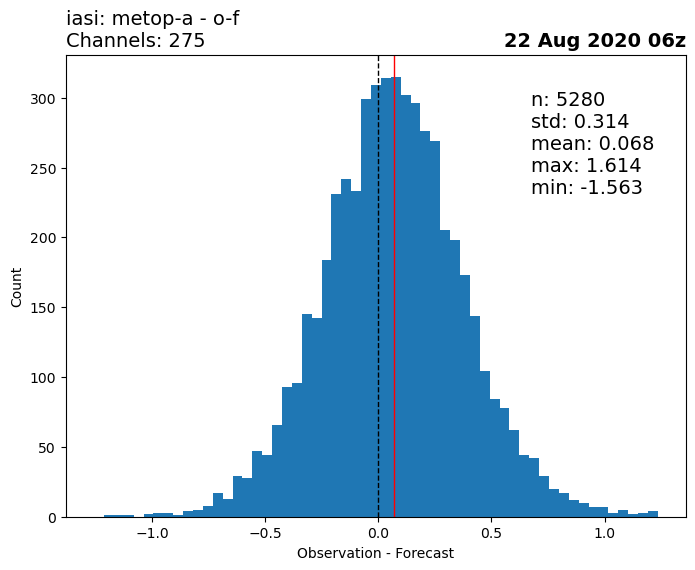 iasi: metop-a - o-f
Channels: 275
22 Aug 2020 06z
n: 5280
std: 0.314
mean: 0.068
max: 1.614
min: -1.563
Count
300
250
200
150
100
50
0
−1.0
−0.5
0.0
0.5
1.0
Observation - Forecast